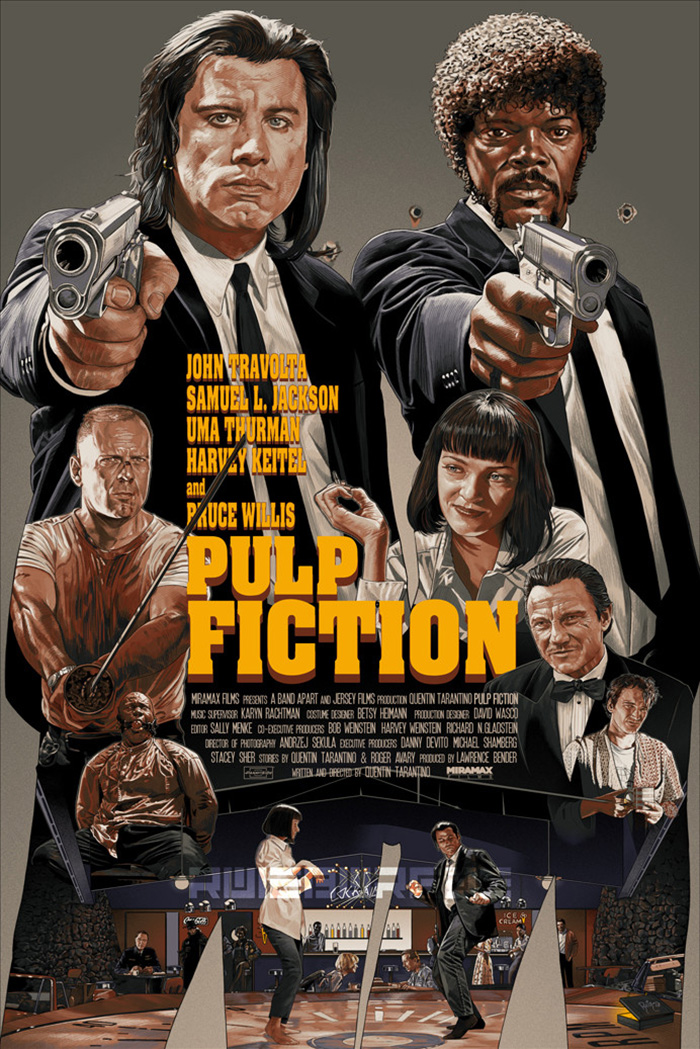 JOHN TRAVOLTA
SAMUEL L. JACKSON
UMA THURMAN
HARVEY KEITEL
and
BRUCE WILLIS
PULP
FICTION
MIRAMAX FILMS PRESENTS A BAND APART AND JERSEY FILMS PRODUCTION QUENTIN TARANTINO PULP FICTION
MUSIC SUPERVISOR KARYN RACHTMAN COSTUME DESIGNER BETSY HEIMANN PRODUCTION DESIGNER DAVID WASCO
EDITOR SALLY MENKE CO-EXECUTIVE PRODUCERS BOB WEINSTEIN HARVEY WEINSTEIN RICHARD N. GLADSTEIN
DIRECTOR OF PHOTOGRAPHY ANDRZEJ SEKULA EXECUTIVE PRODUCERS DANNY DEVITO MICHAEL SHAMBERG
STACEY SHER STORIES BY QUENTIN TARANTINO & ROGER AVARY PRODUCED BY LAWRENCE BENDER
WRITTEN AND DIRECTED BY QUENTIN TARANTINO
MIRAMAX
ICE
CREAM